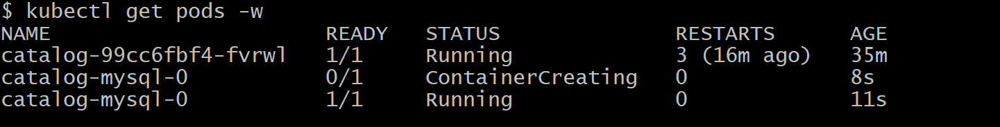 $ kubectl get pods -w
NAME READY STATUS RESTARTS AGE
catalog-99cc6fbf4-fvrwl 1/1 Running 3 (16m ago) 35m
catalog-mysql-0 0/1 ContainerCreating 0 8s
catalog-mysql-0 1/1 Running 0 11s